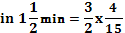 in 1 1/2 min = 3/2 x 4/15